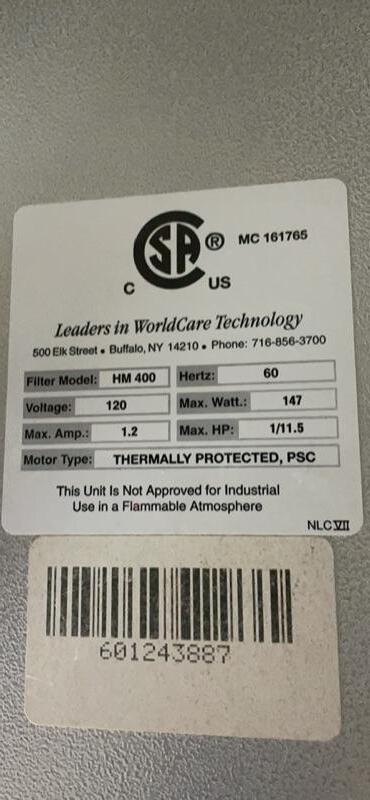 CSA ® MC 161765
C US
Leaders in WorldCare Technology
500 Elk Street • Buffalo, NY 14210 • Phone: 716-856-3700
Filter Model: HM 400 Hertz: 60
Voltage: 120 Max. Watt.: 147
Max. Amp.: 1.2 Max. HP: 1/11.5
Motor Type: THERMALLY PROTECTED, PSC
This Unit Is Not Approved for Industrial
Use in a Flammable Atmosphere
NLC VII
601243887